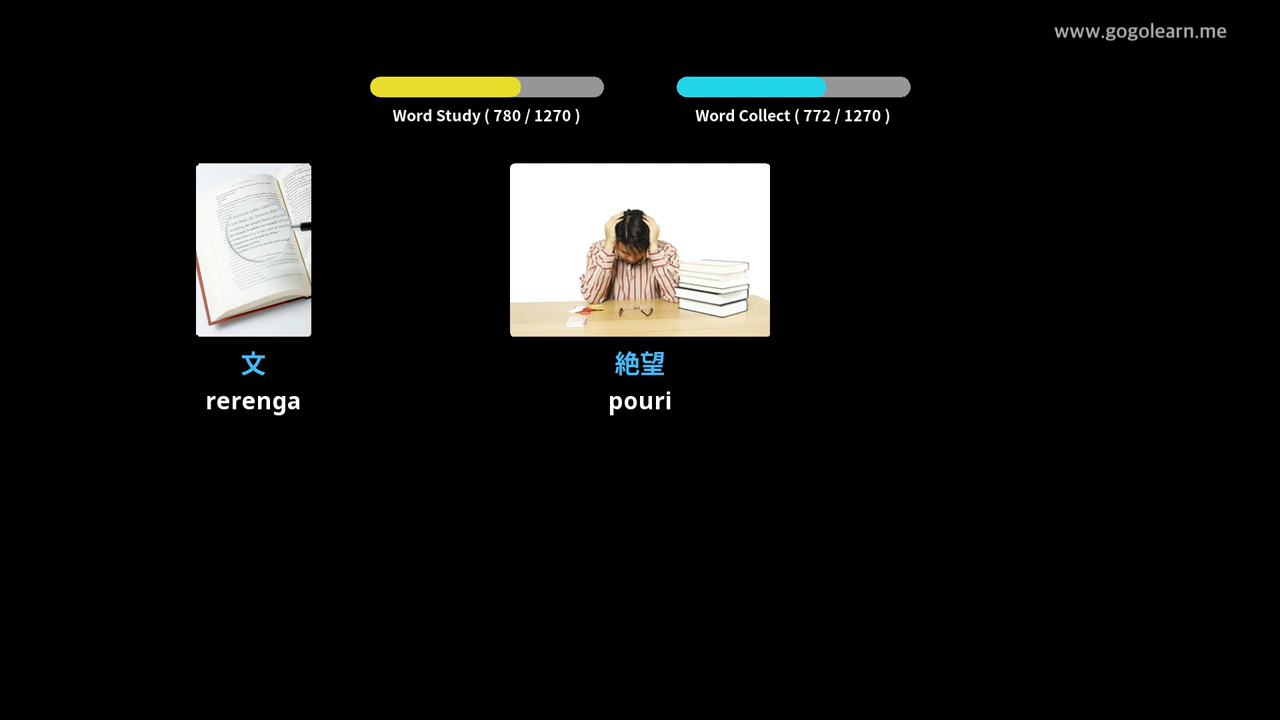 www.gogolearn.me
Word Study ( 780 / 1270 )
Word Collect ( 772 / 1270 )
文
rerenga
絶望
pouri